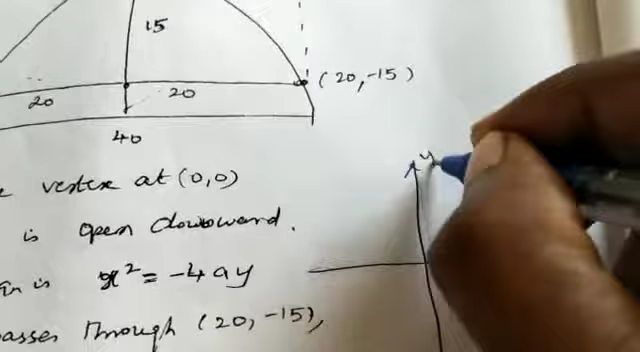 15
(20, -15)
20 20
40
vertex at (0,0)
is open downward.
is x² = -4ay
passes through (20, -15),
y